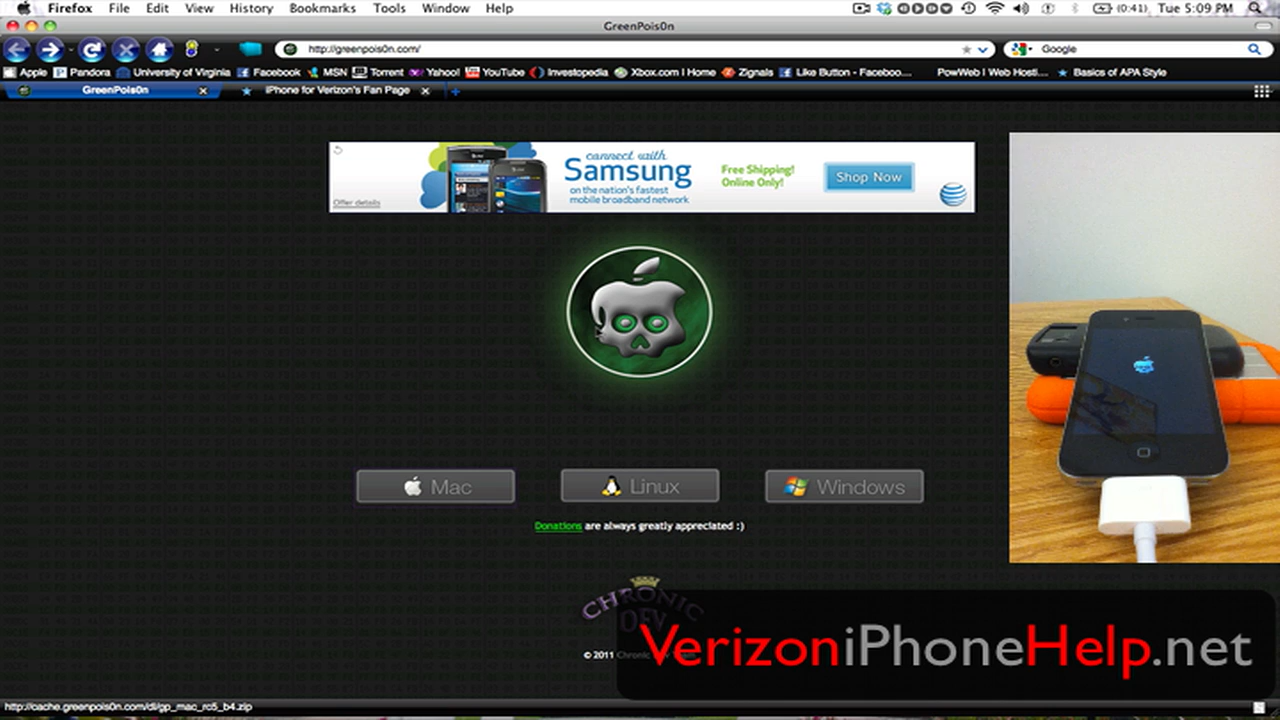 Firefox File Edit View History Bookmarks Tools Window Help (0:41) Tue 5:09 PM
GreenPois0n
http://greenpois0n.com/ Google
Apple Pandora University of Virginia Facebook MSN Torrent Yahoo! YouTube Investopedia Xbox.com | Home Zignals Like Button - Faceboo... PowWeb | Web Hosti... Basics of APA Style
GreenPois0n iPhone for Verizon's Fan Page
connect with
Samsung
on the nation's fastest
mobile broadband network
Free Shipping!
Online Only!
Shop Now
Offer details
Mac Linux Windows
Donations are always greatly appreciated :)
CHRONIC
DEV
© 2011 Chronic Dev Team
VerizoniPhoneHelp.net
http://cache.greenpois0n.com/dl/gp_mac_rc5_b4.zip